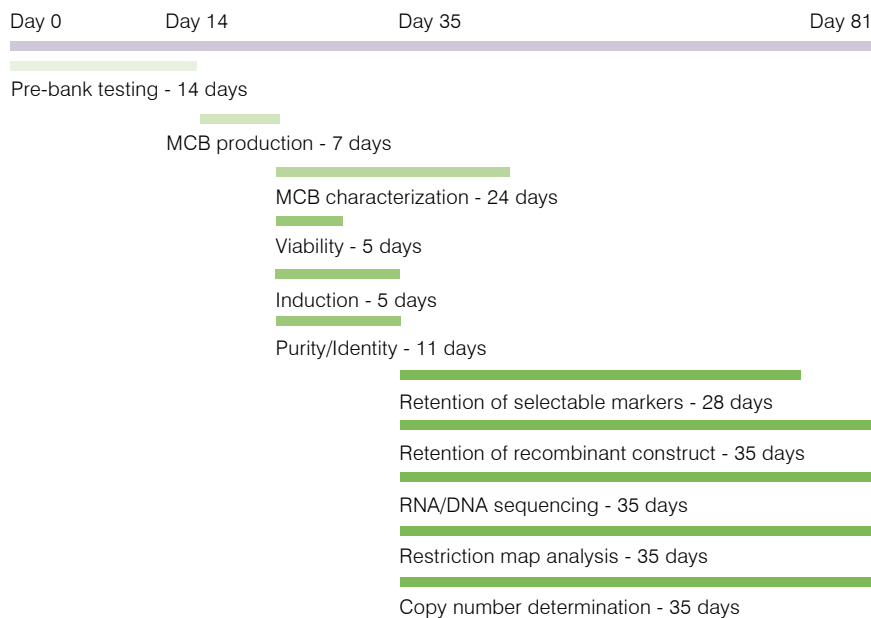 Day 0 Day 14 Day 35 Day 81
Pre-bank testing - 14 days
MCB production - 7 days
MCB characterization - 24 days
Viability - 5 days
Induction - 5 days
Purity/Identity - 11 days
Retention of selectable markers - 28 days
Retention of recombinant construct - 35 days
RNA/DNA sequencing - 35 days
Restriction map analysis - 35 days
Copy number determination - 35 days